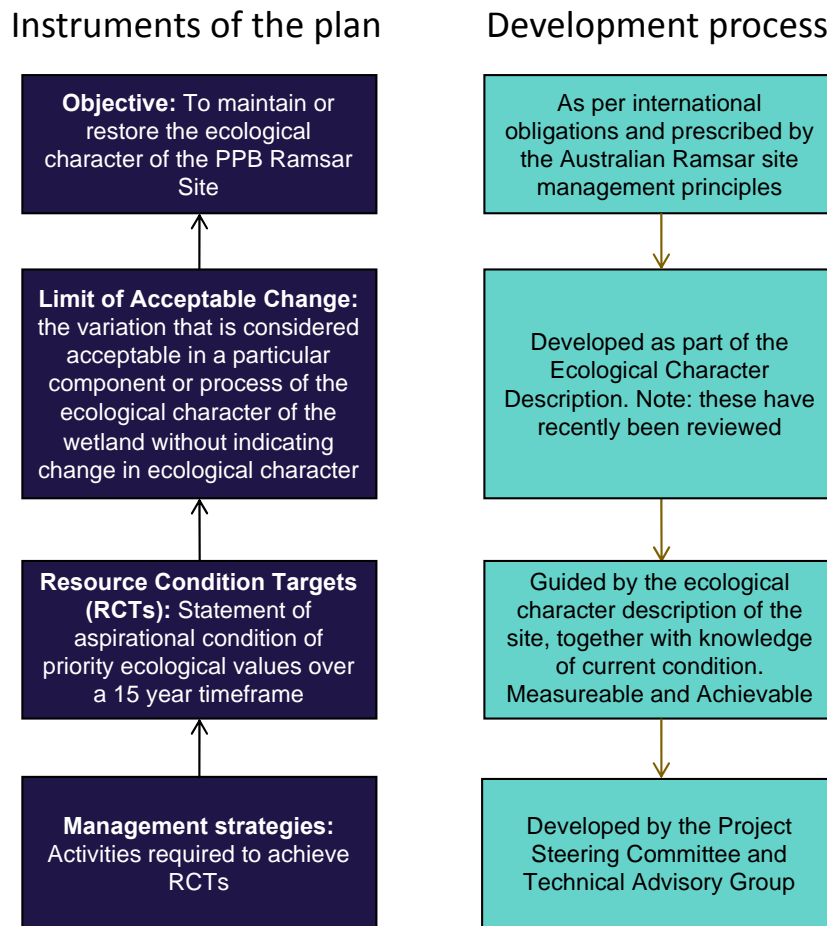 Instruments of the plan
Development process
Objective: To maintain or
restore the ecological
character of the PPB Ramsar
Site
As per international
obligations and prescribed by
the Australian Ramsar site
management principles
Limit of Acceptable Change:
the variation that is considered
acceptable in a particular
component or process of the
ecological character of the
wetland without indicating
change in ecological character
Developed as part of the
Ecological Character
Description. Note: these have
recently been reviewed
Resource Condition Targets
(RCTs): Statement of
aspirational condition of
priority ecological values over
a 15 year timeframe
Guided by the ecological
character description of the
site, together with knowledge
of current condition.
Measureable and Achievable
Management strategies:
Activities required to achieve
RCTs
Developed by the Project
Steering Committee and
Technical Advisory Group